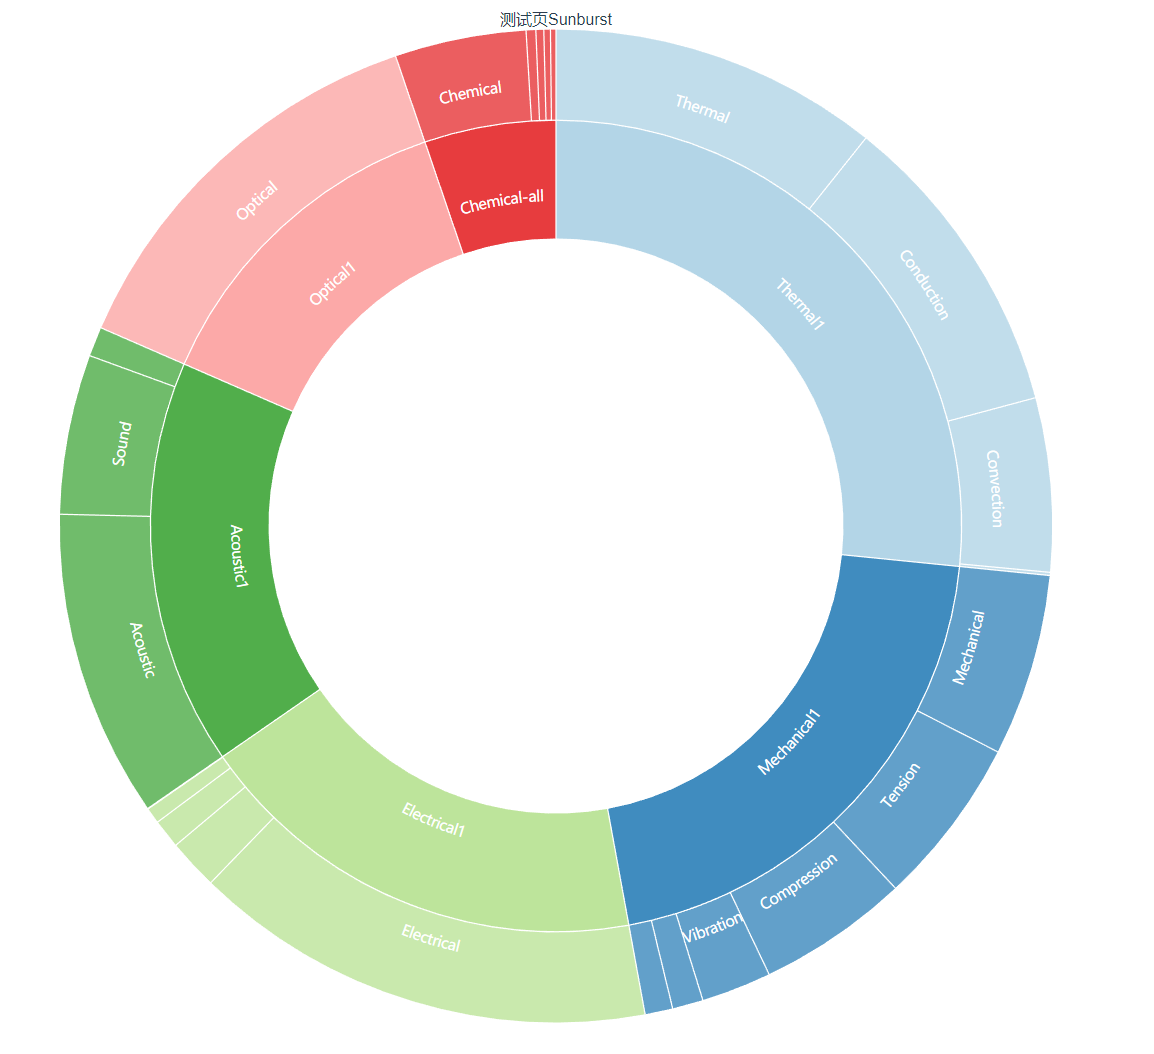 测试页Sunburst
Thermal
Conduction
Convection
Thermal1
Mechanical
Tension
Compression
Vibration
Mechanical1
Electrical
Electrical1
Acoustic
Sound
Acoustic1
Optical
Optical1
Chemical
Chemical-all